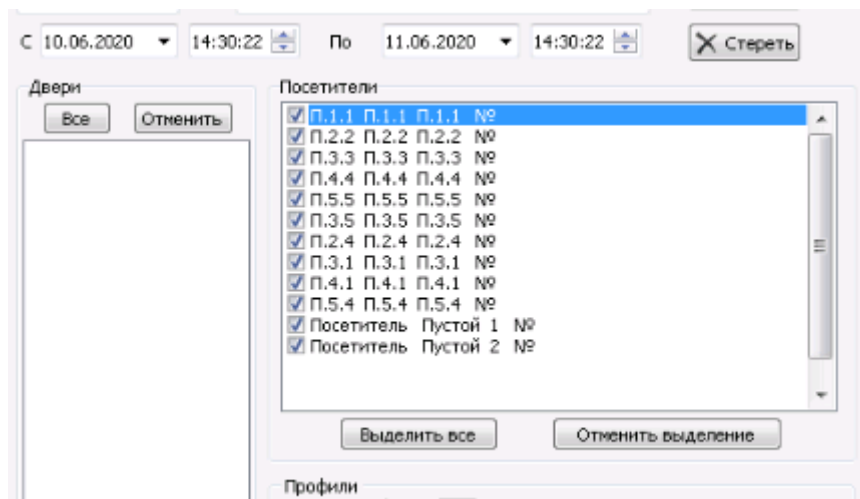 С 10.06.2020 14:30:22 По 11.06.2020 14:30:22 Стереть
Двери
Все Отменить
Посетители
П.1.1 П.1.1 П.1.1 №
П.2.2 П.2.2 П.2.2 №
П.3.3 П.3.3 П.3.3 №
П.4.4 П.4.4 П.4.4 №
П.5.5 П.5.5 П.5.5 №
П.3.5 П.3.5 П.3.5 №
П.2.4 П.2.4 П.2.4 №
П.3.1 П.3.1 П.3.1 №
П.4.1 П.4.1 П.4.1 №
П.5.4 П.5.4 П.5.4 №
Посетитель Пустой 1 №
Посетитель Пустой 2 №
Выделить все Отменить выделение
Профили